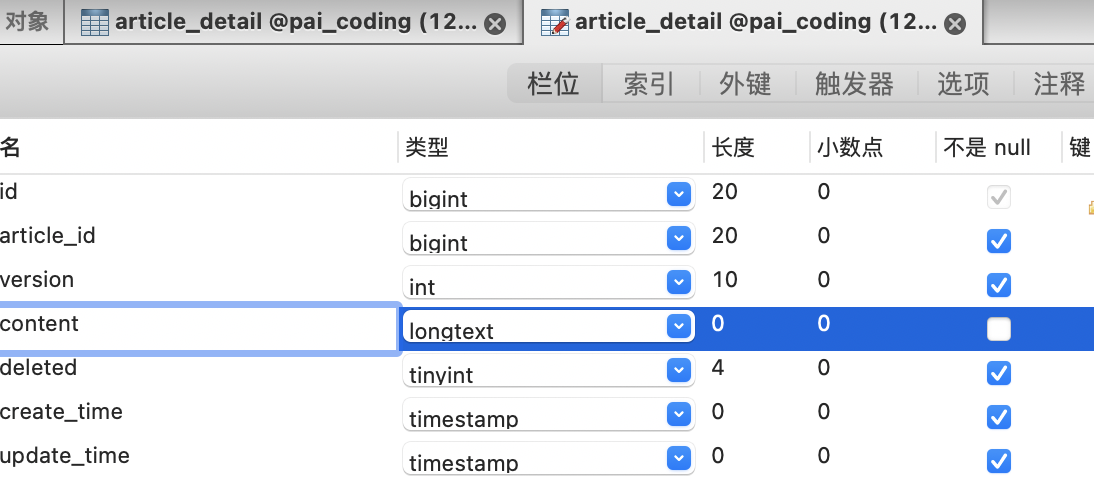 对象 article_detail @pai_coding (12... article_detail @pai_coding (12...
栏位 索引 外键 触发器 选项 注释
名 类型 长度 小数点 不是 null 键
id bigint 20 0
article_id bigint 20 0
version int 10 0
content longtext 0 0
deleted tinyint 4 0
create_time timestamp 0 0
update_time timestamp 0 0